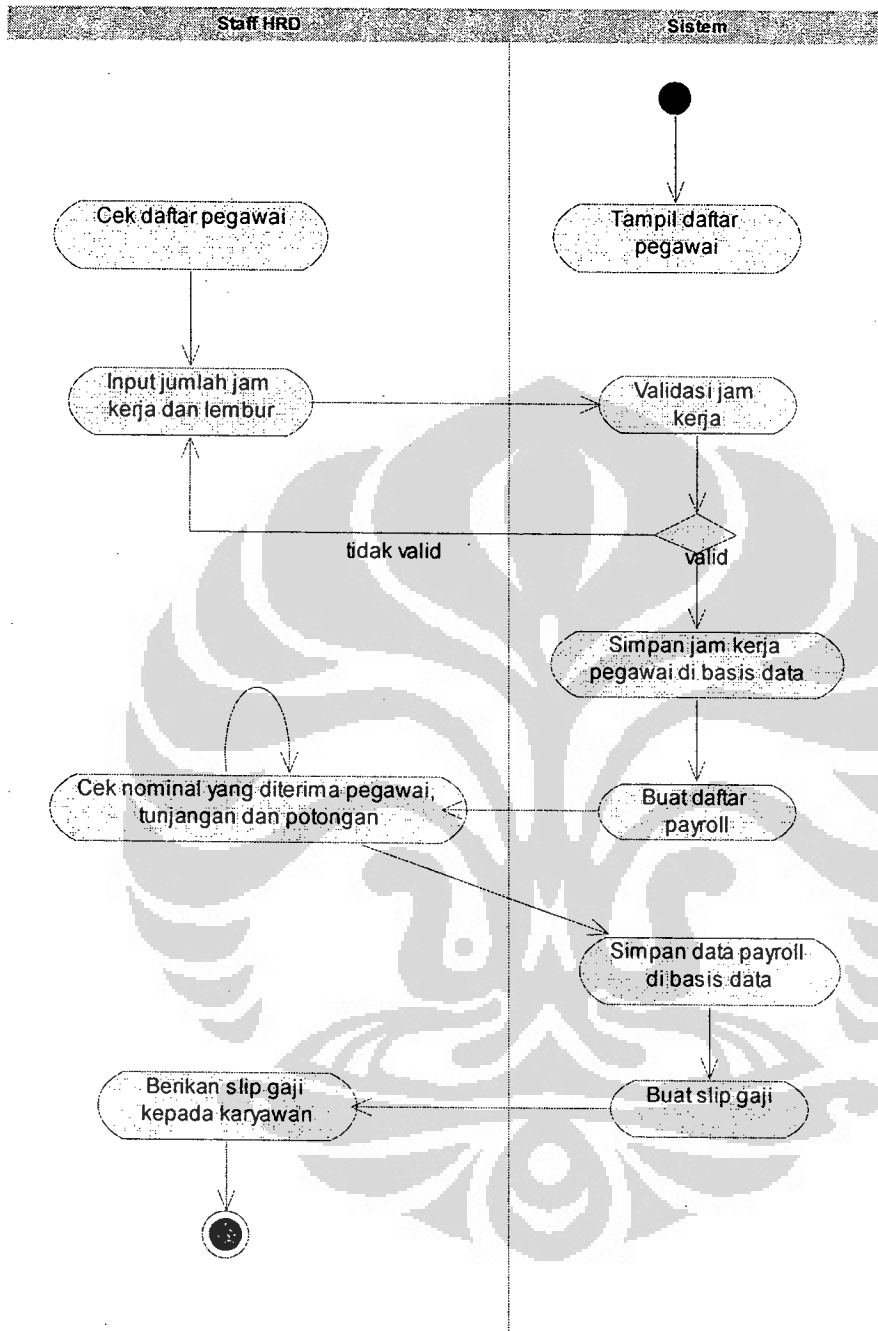 Staff HRD
Sistem
Cek daftar pegawai
Tampil daftar
pegawai
Input jumlah jam
kerja dan lembur
Validasi jam
kerja
tidak valid
valid
Simpan jam kerja
pegawai di basis data
Cek nominal yang diterima pegawai,
tunjangan dan potongan
Buat daftar
payroll
Simpan data payroll
di basis data
Berikan slip gaji
kepada karyawan
Buat slip gaji